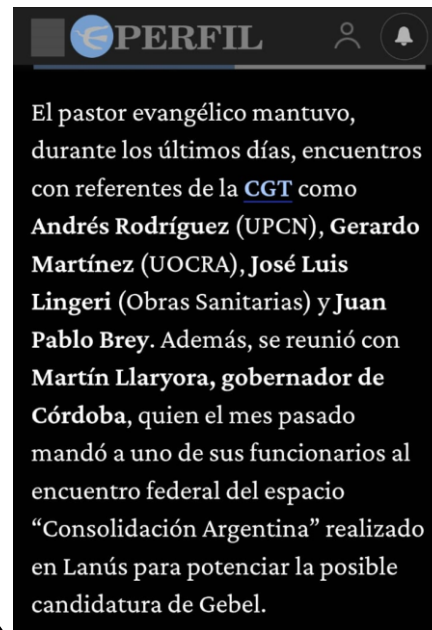 PERFIL
El pastor evangélico mantuvo,
durante los últimos días, encuentros
con referentes de la CGT como
Andrés Rodríguez (UPCN), Gerardo
Martínez (UOCRA), José Luis
Lingeri (Obras Sanitarias) y Juan
Pablo Brey. Además, se reunió con
Martín Llaryora, gobernador de
Córdoba, quien el mes pasado
mandó a uno de sus funcionarios al
encuentro federal del espacio
“Consolidación Argentina” realizado
en Lanús para potenciar la posible
candidatura de Gebel.